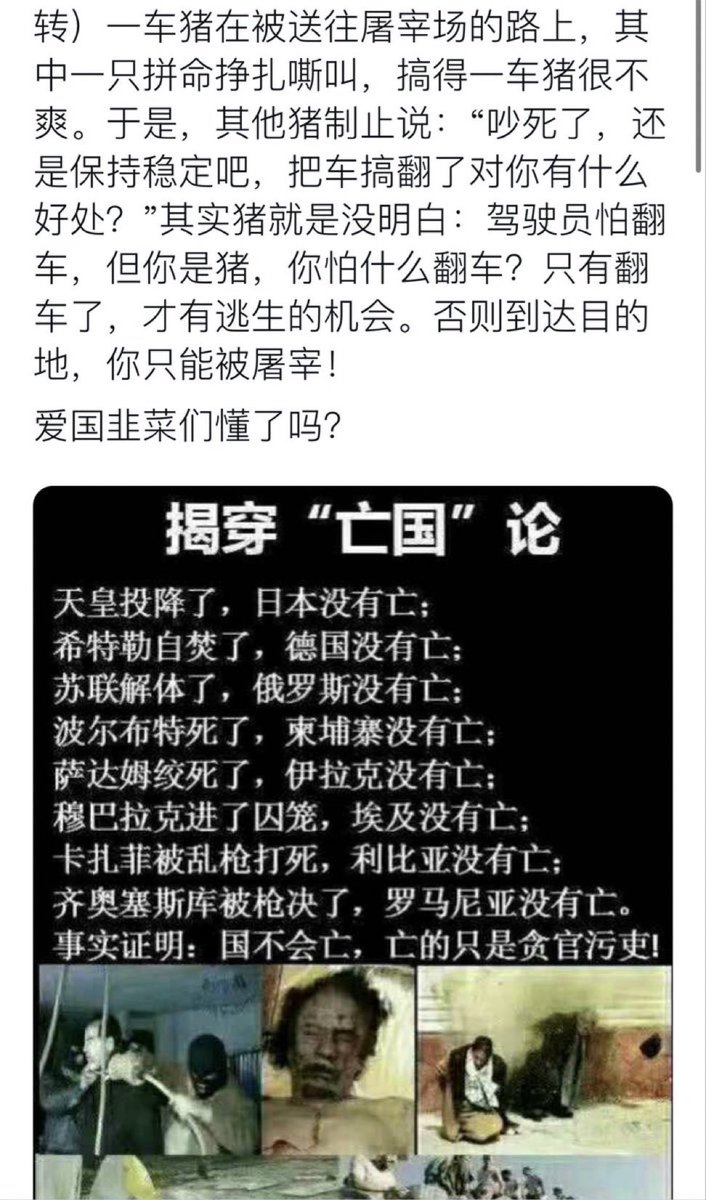 转）一车猪在被送往屠宰场的路上，其
中一只拼命挣扎嘶叫，搞得一车猪很不
爽。于是，其他猪制止说：“吵死了，还
是保持稳定吧，把车搞翻了对你有什么
好处？”其实猪就是没明白：驾驶员怕翻
车，但你是猪，你怕什么翻车？只有翻
车了，才有逃生的机会。否则到达目的
地，你只能被屠宰！
爱国韭菜们懂了吗？
揭穿“亡国”论
天皇投降了，日本没有亡；
希特勒自焚了，德国没有亡；
苏联解体了，俄罗斯没有亡；
波尔布特死了，柬埔寨没有亡；
萨达姆绞死了，伊拉克没有亡；
穆巴拉克进了囚笼，埃及没有亡；
卡扎菲被乱枪打死，利比亚没有亡；
齐奥塞斯库被枪决了，罗马尼亚没有亡。
事实证明：国不会亡，亡的只是贪官污吏!